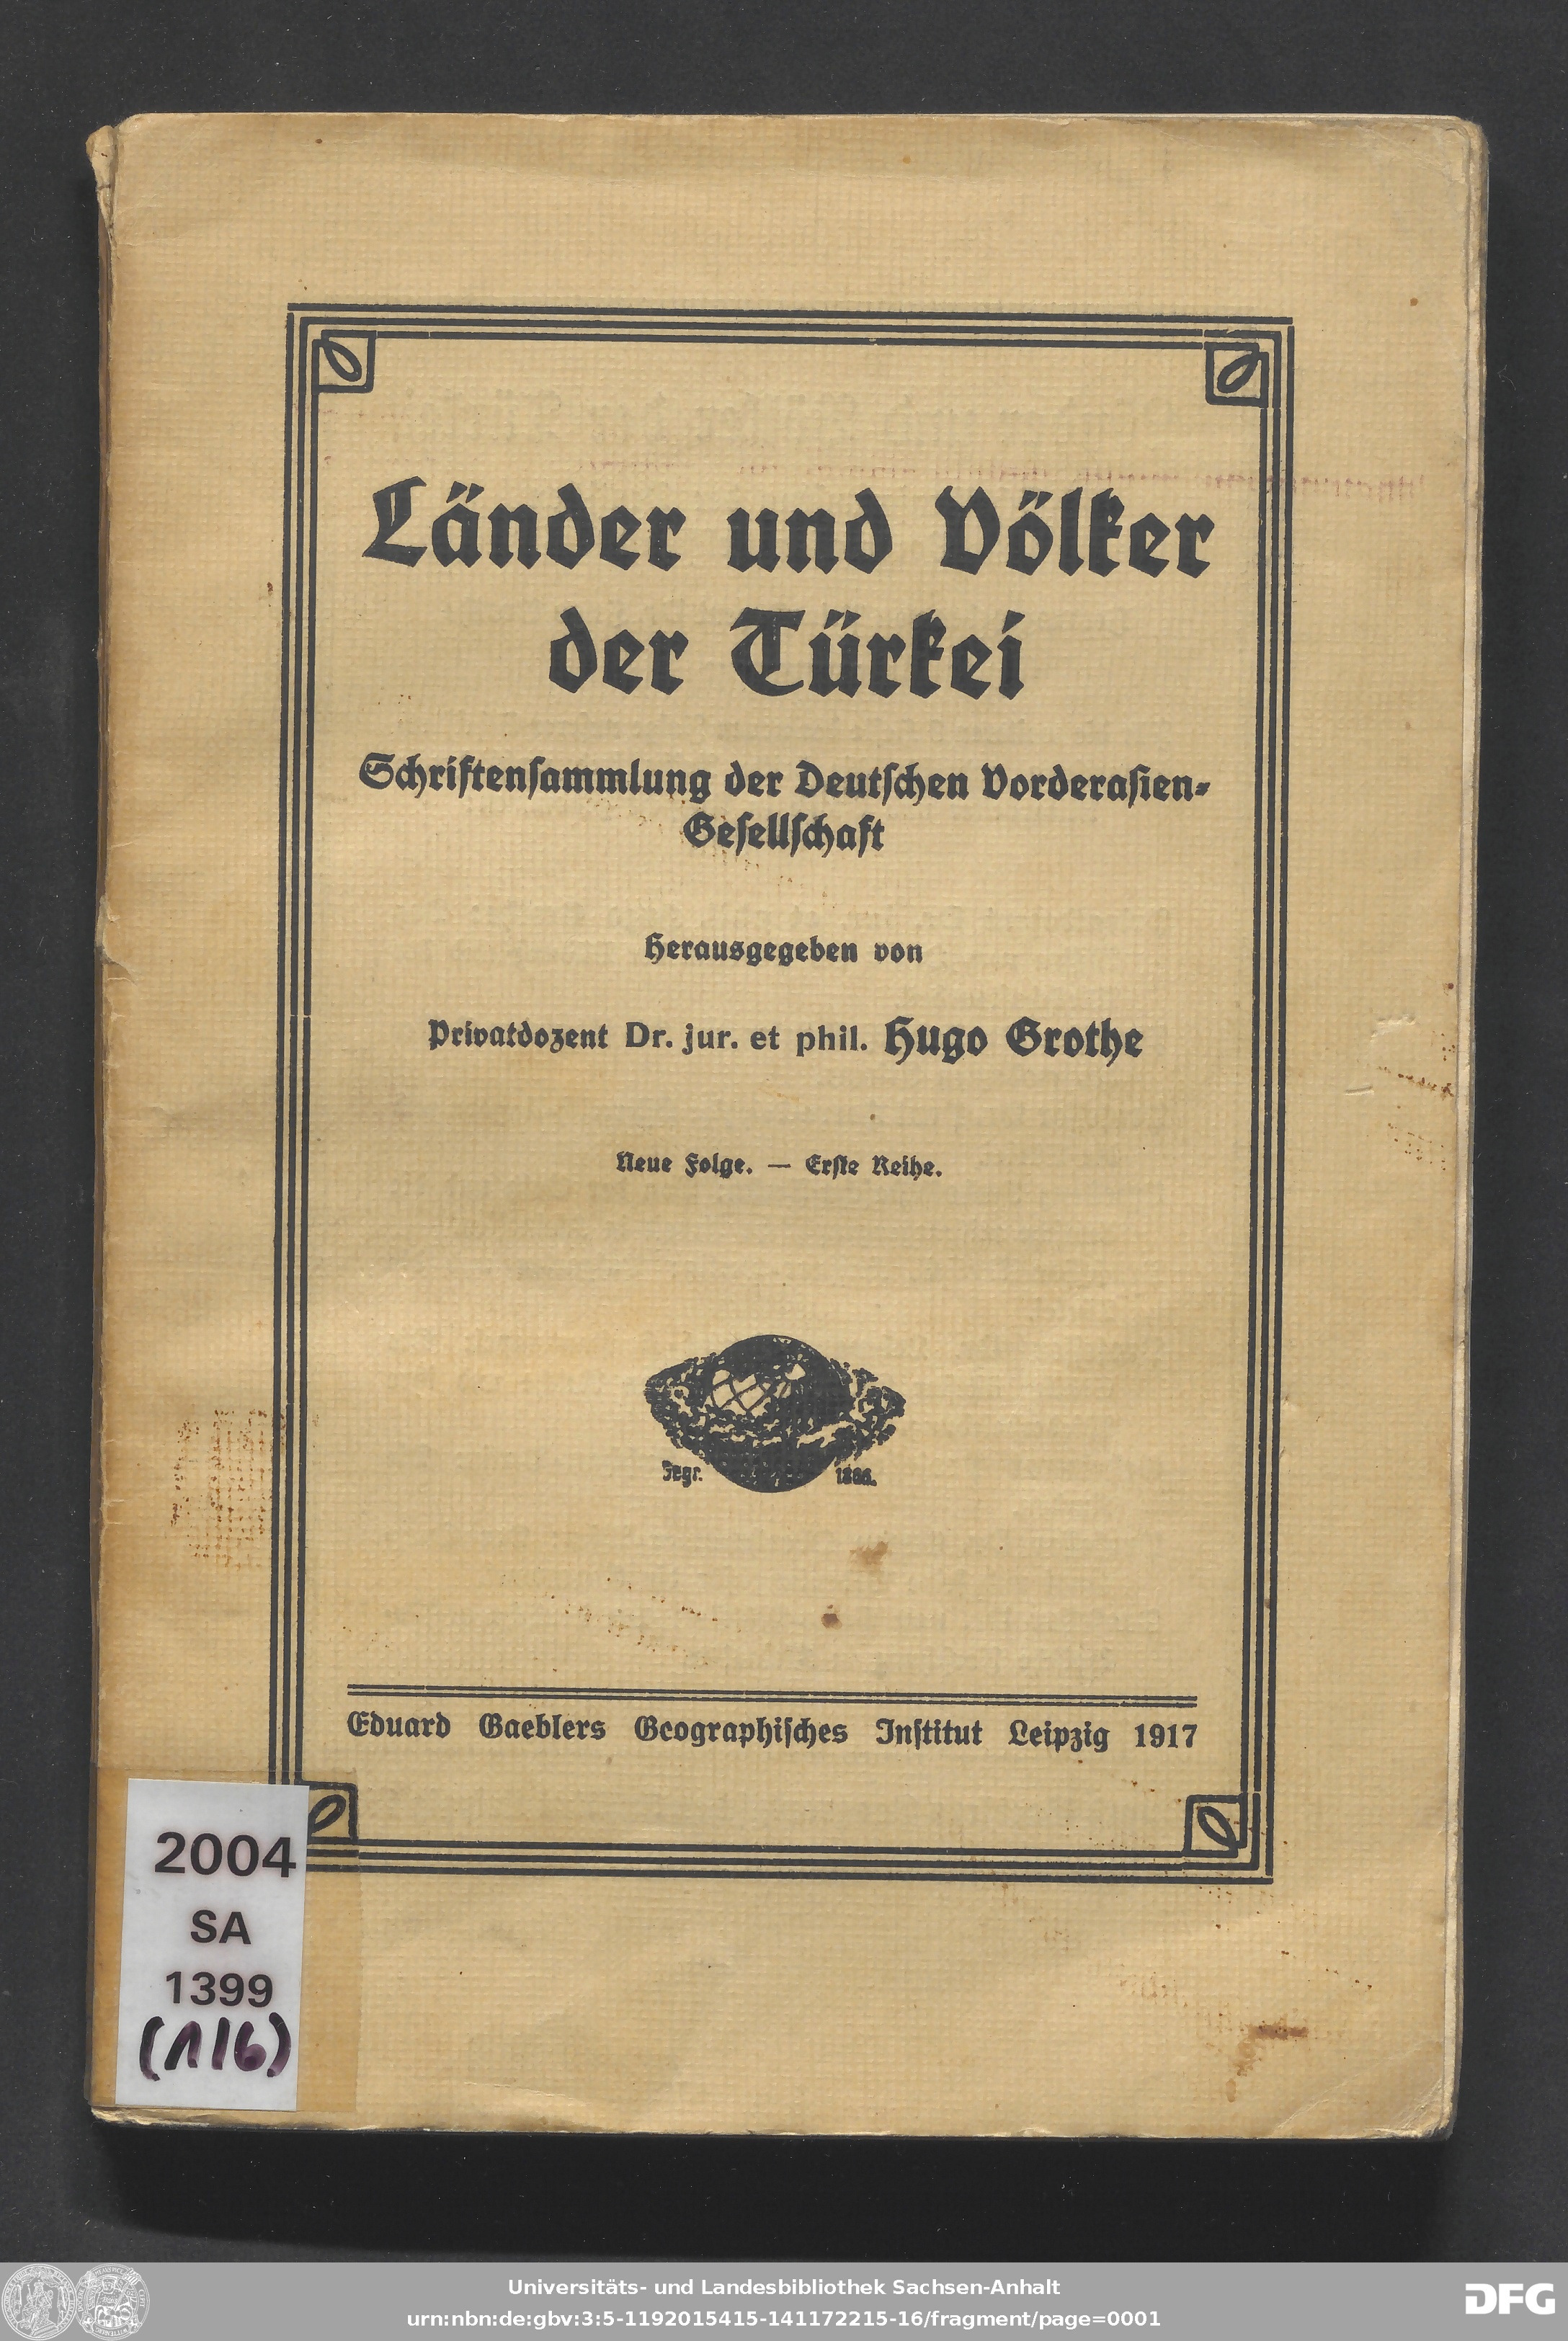 Länder und Völker
der Türkei
Schriftensammlung der Deutschen Vorderasien-
Gesellschaft
Herausgegeben von
Privatdozent Dr. jur. et phil. Hugo Grothe
Neue Folge. — Erste Reihe.
Eduard Gaeblers Geographisches Institut Leipzig 1917
2004
SA
1399
(1/6)
Universitäts- und Landesbibliothek Sachsen-Anhalt
urn:nbn:de:gbv:3:5-1192015415-141172215-16/fragment/page=0001
DFG